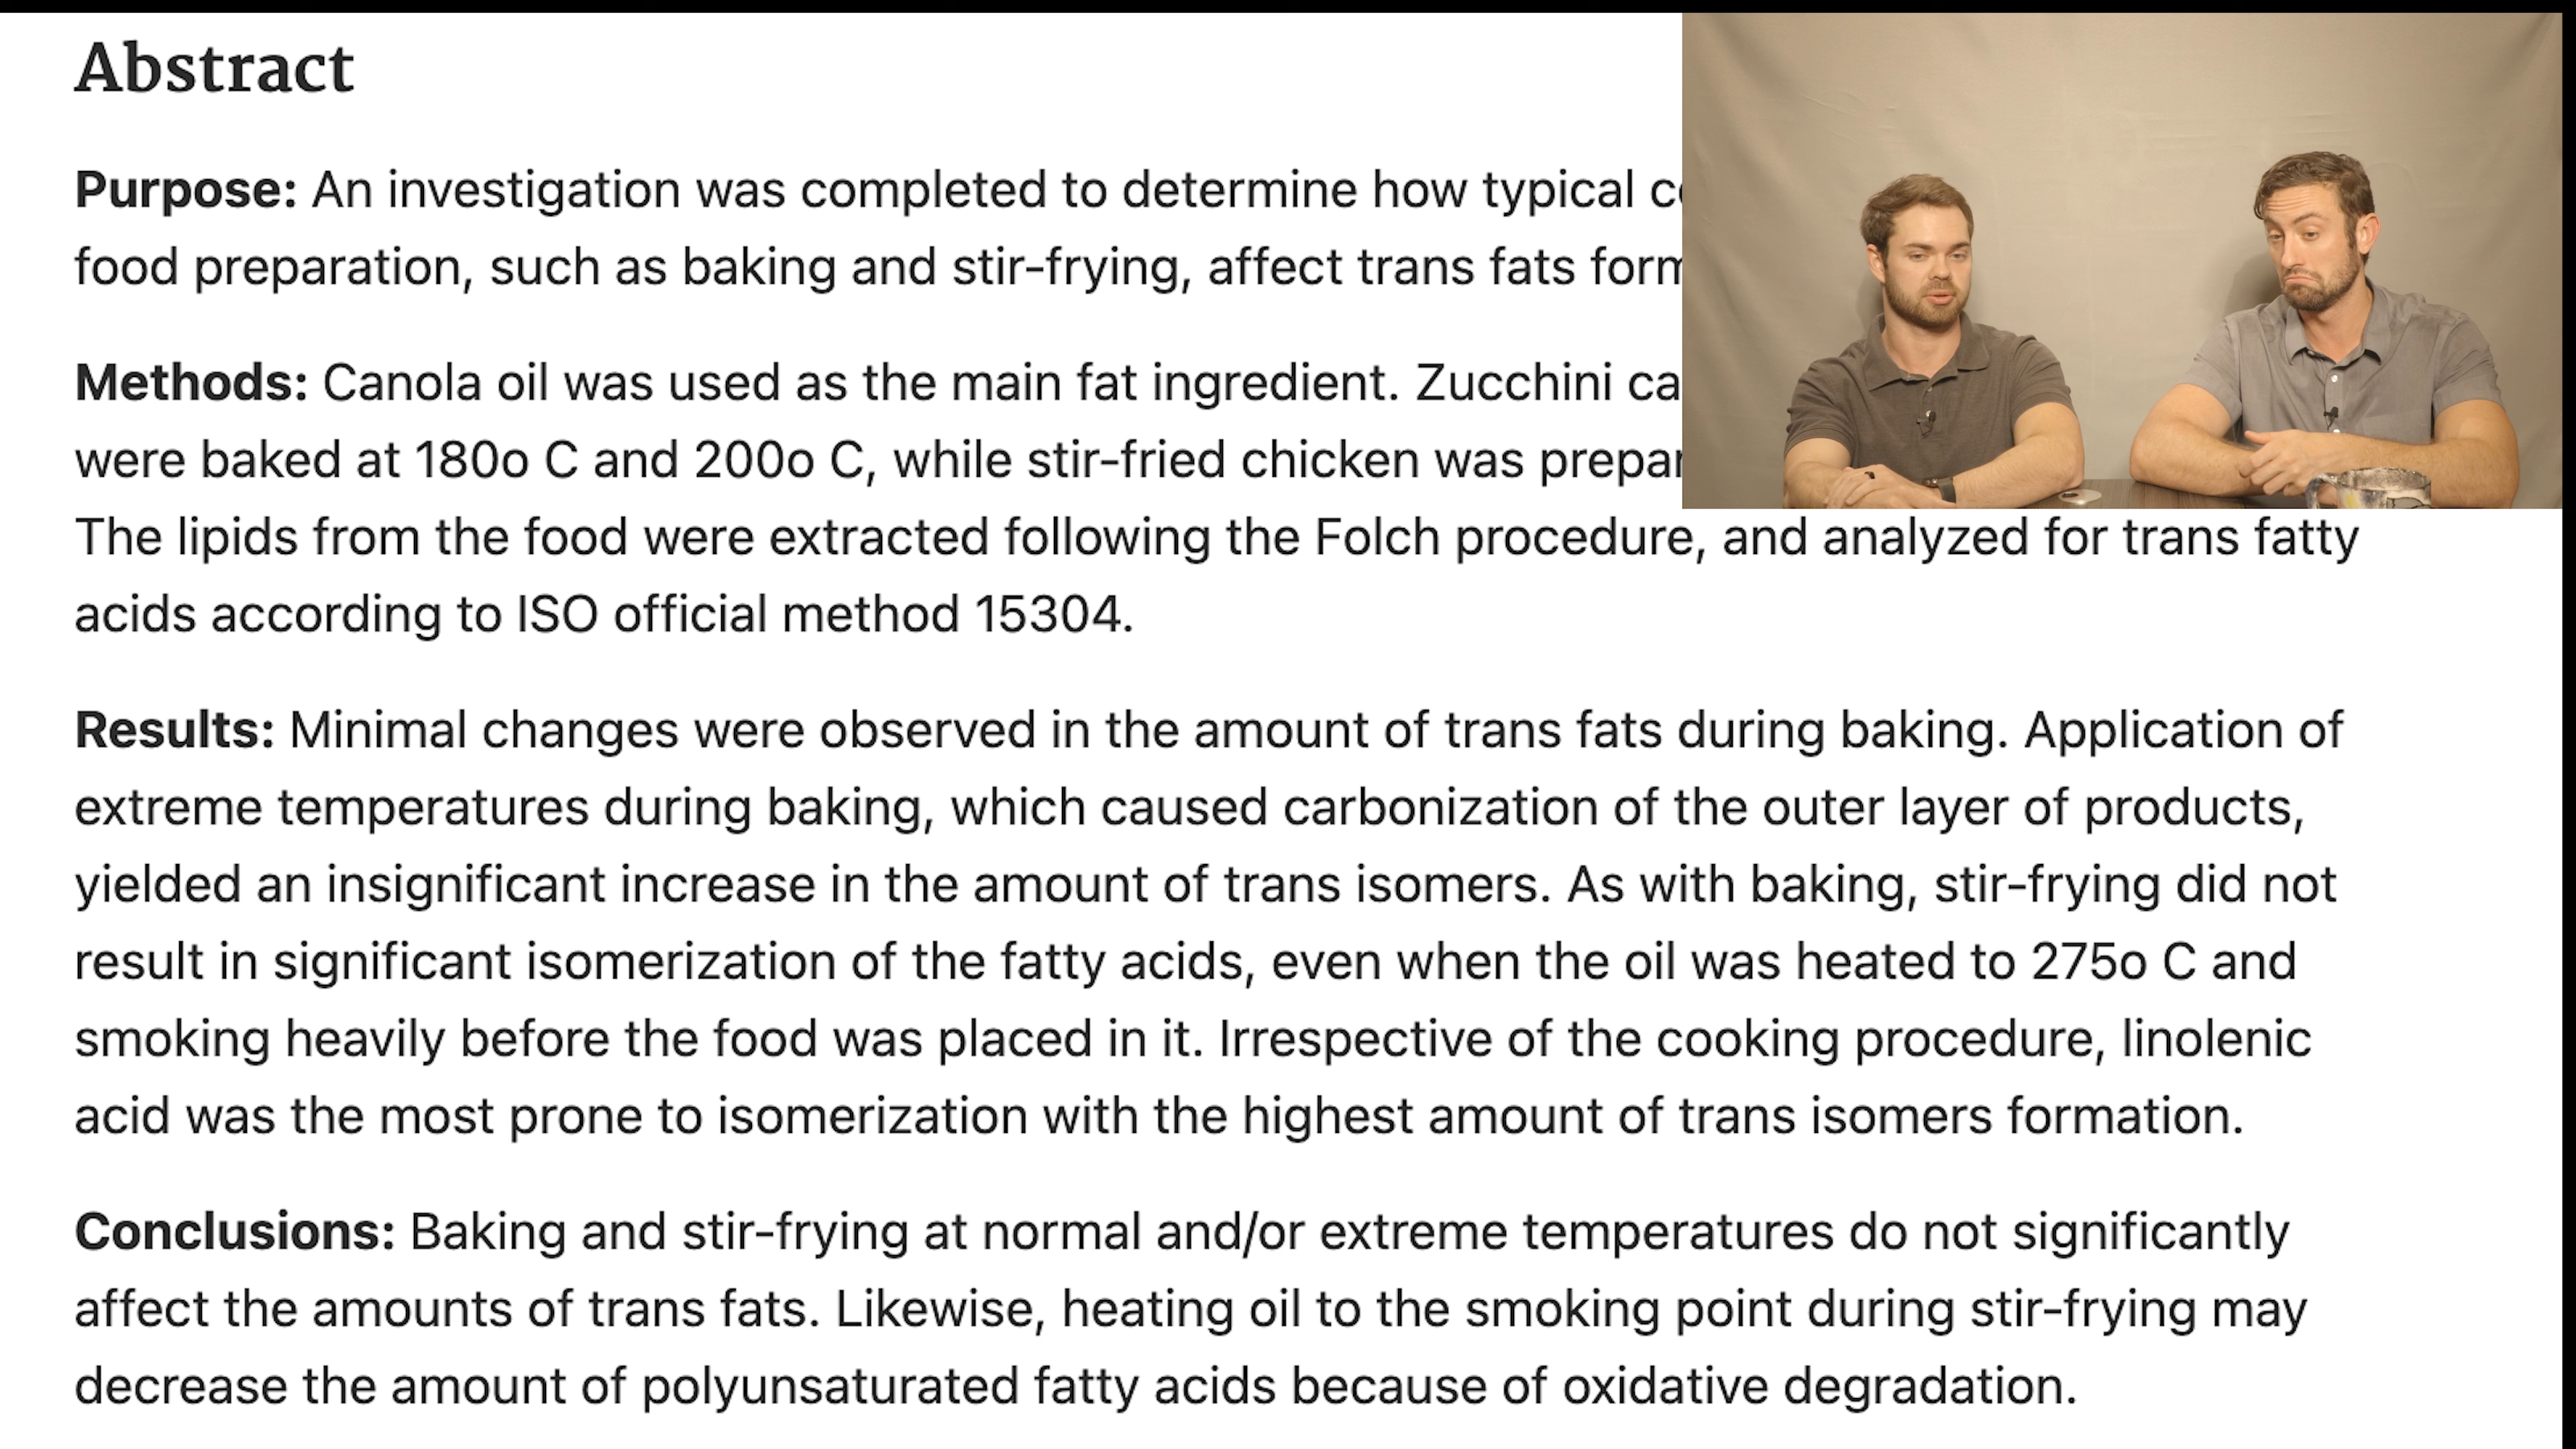 Abstract
Purpose: An investigation was completed to determine how typical
food preparation, such as baking and stir-frying, affect trans fats
Methods: Canola oil was used as the main fat ingredient. Zucchini
were baked at 180o C and 200o C, while stir-fried chicken was
The lipids from the food were extracted following the Folch procedure, and analyzed for trans fatty
acids according to ISO official method 15304.
Results: Minimal changes were observed in the amount of trans fats during baking. Application of
extreme temperatures during baking, which caused carbonization of the outer layer of products,
yielded an insignificant increase in the amount of trans isomers. As with baking, stir-frying did not
result in significant isomerization of the fatty acids, even when the oil was heated to 275o C and
smoking heavily before the food was placed in it. Irrespective of the cooking procedure, linolenic
acid was the most prone to isomerization with the highest amount of trans isomers formation.
Conclusions: Baking and stir-frying at normal and/or extreme temperatures do not significantly
affect the amounts of trans fats. Likewise, heating oil to the smoking point during stir-frying may
decrease the amount of polyunsaturated fatty acids because of oxidative degradation.